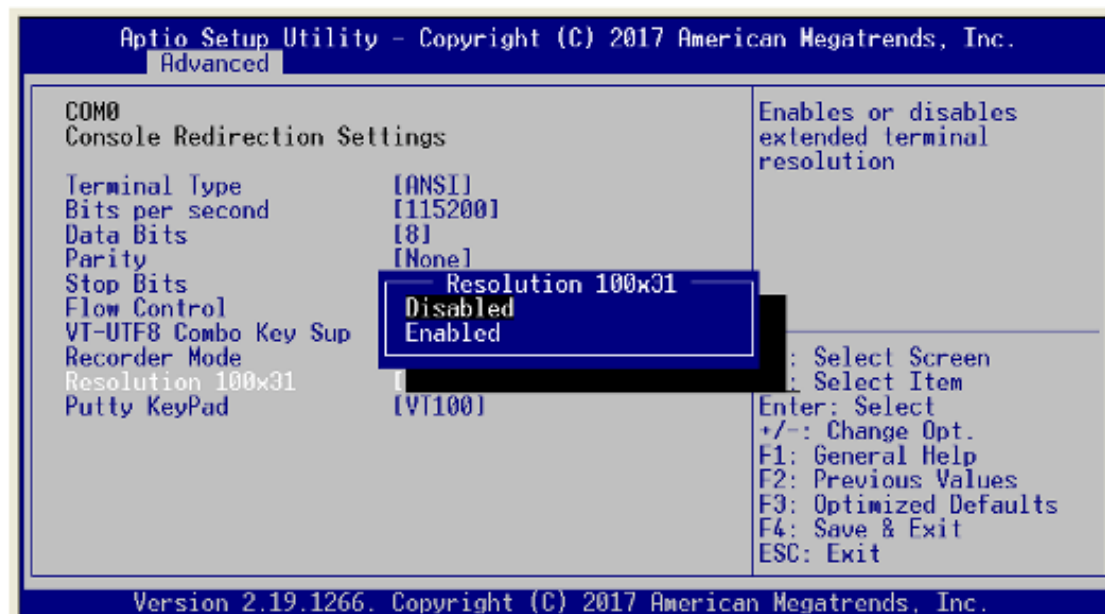 Aptio Setup Utility - Copyright (C) 2017 American Megatrends, Inc.
Advanced
COM0
Console Redirection Settings
Terminal Type [ANSI]
Bits per second [115200]
Data Bits [8]
Parity [None]
Stop Bits
Flow Control
VT-UTF8 Combo Key Sup
Recorder Mode
Resolution 100x31 [
Putty KeyPad [VT100]
Resolution 100x31
Disabled
Enabled
Enables or disables
extended terminal
resolution
: Select Screen
: Select Item
Enter: Select
+/-: Change Opt.
F1: General Help
F2: Previous Values
F3: Optimized Defaults
F4: Save & Exit
ESC: Exit
Version 2.19.1266. Copyright (C) 2017 American Megatrends, Inc.